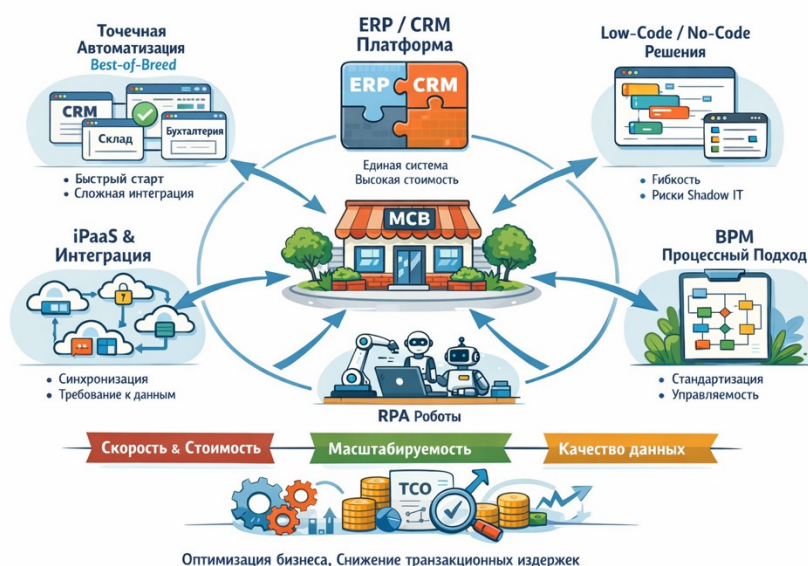 Точечная
Автоматизация
Best-of-Breed
CRM
Склад
Бухгалтерия
• Быстрый старт
• Сложная интеграция
ERP / CRM
Платформа
ERP
CRM
Единая система
Высокая стоимость
Low-Code / No-Code
Решения
• Гибкость
• Риски Shadow IT
МСВ
iPaaS &
Интеграция
• Синхронизация
• Требование к данным
BPM
Процессный Подход
• Стандартизация
• Управляемость
RPA Роботы
Скорость & Стоимость
Масштабируемость
Качество данных
TCO
Оптимизация бизнеса, Снижение транзакционных издержек